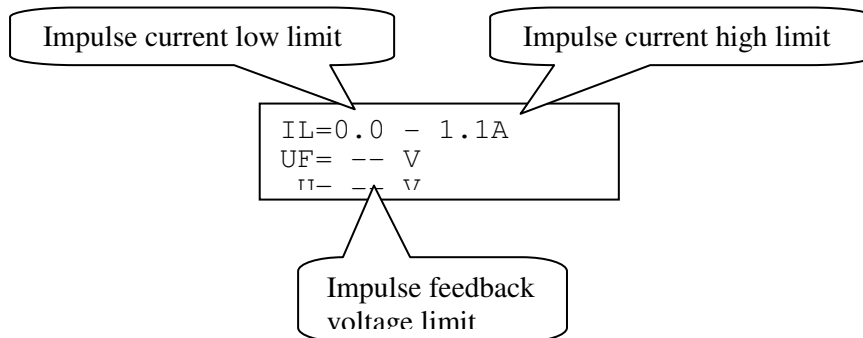 Impulse current low limit
Impulse current high limit
IL=0.0 - 1.1A
UF= -- V
U= -- V
Impulse feedback
voltage limit